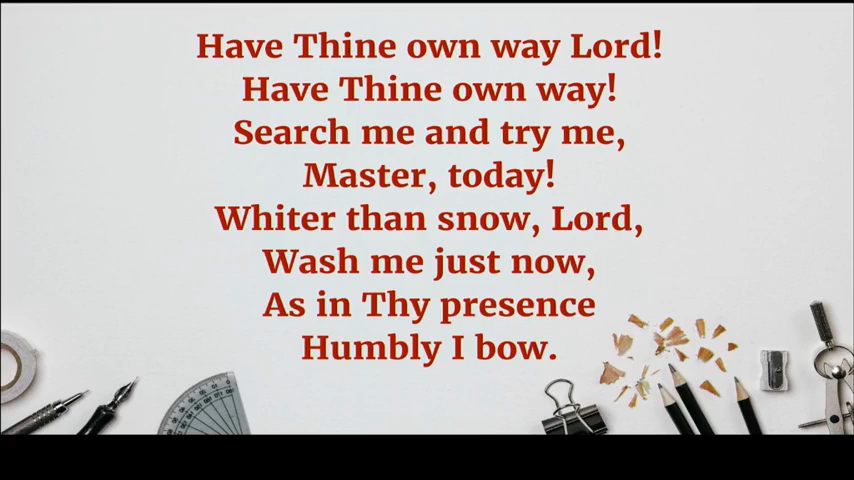 Have Thine own way Lord!
Have Thine own way!
Search me and try me,
Master, today!
Whiter than snow, Lord,
Wash me just now,
As in Thy presence
Humbly I bow.